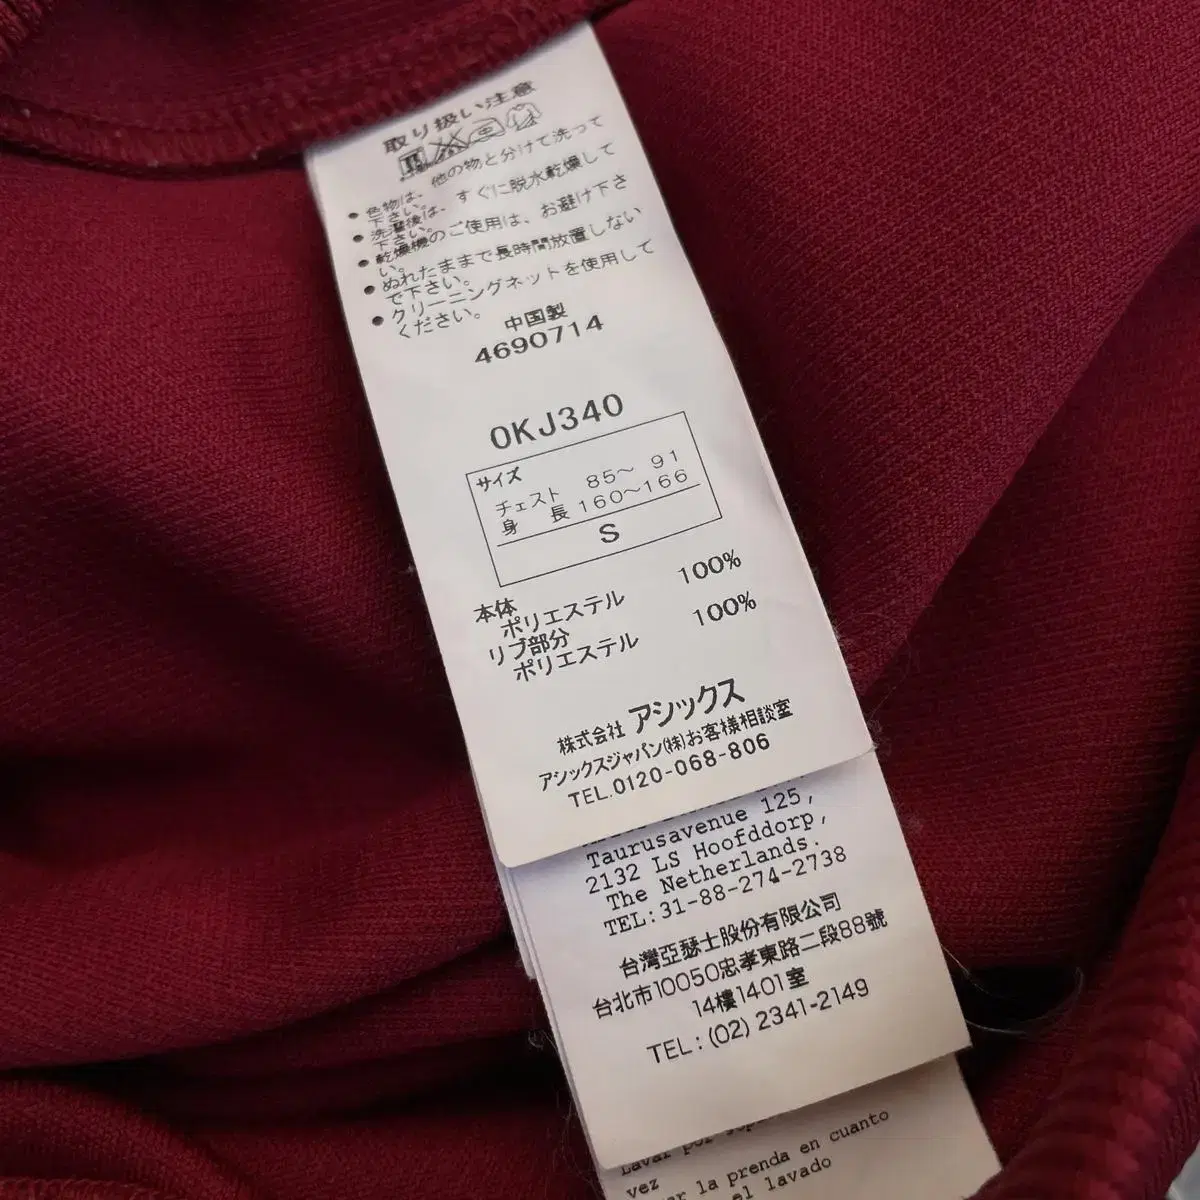 取り扱い注意
● 色物は、他の物と分けて洗って
下さい。
● 洗濯後は、すぐに脱水乾燥して
下さい。
● 乾燥機のご使用は、お避け下さ
い。
● ぬれたままで長時間放置しない
で下さい。
● クリーニングネットを使用して
ください。
中国製
4690714
OKJ340
サイズ
チェスト 85～ 91
身 長 160～166
S
本体
ポリエステル 100%
リブ部分
ポリエステル 100%
株式会社 アシックス
アシックスジャパン(株)お客様相談室
TEL.0120-068-806
Taurusavenue 125,
2132 LS Hoofddorp,
The Netherlands.
TEL:31-88-274-2738
台灣亞瑟士股份有限公司
台北市10050忠孝東路二段88號
14樓1401室
TEL: (02) 2341-2149
Lavar por
vez
la prenda en cuanto
el lavado